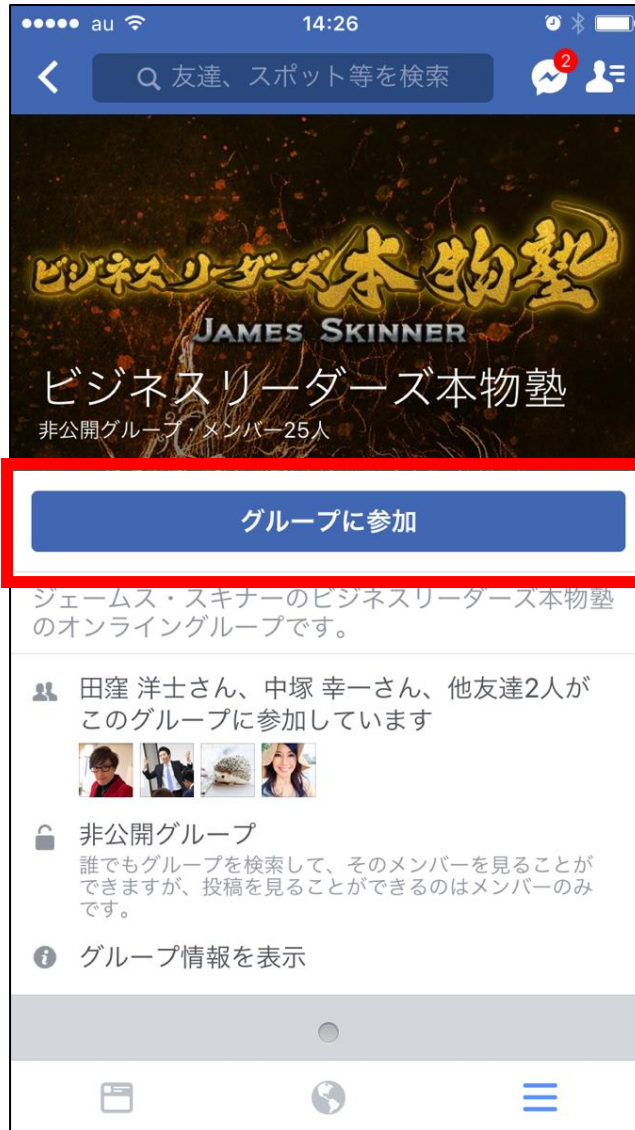 au 14:26
友達、スポット等を検索 2
ビジネスリーダーズ本物塾
JAMES SKINNER
ビジネスリーダーズ本物塾
非公開グループ・メンバー25人
グループに参加
ジェームス・スキナーのビジネスリーダーズ本物塾
のオンライングループです。
田窪 洋士さん、中塚 幸一さん、他友達2人が
このグループに参加しています
非公開グループ
誰でもグループを検索して、そのメンバーを見ることが
できますが、投稿を見ることができるのはメンバーのみ
です。
グループ情報を表示